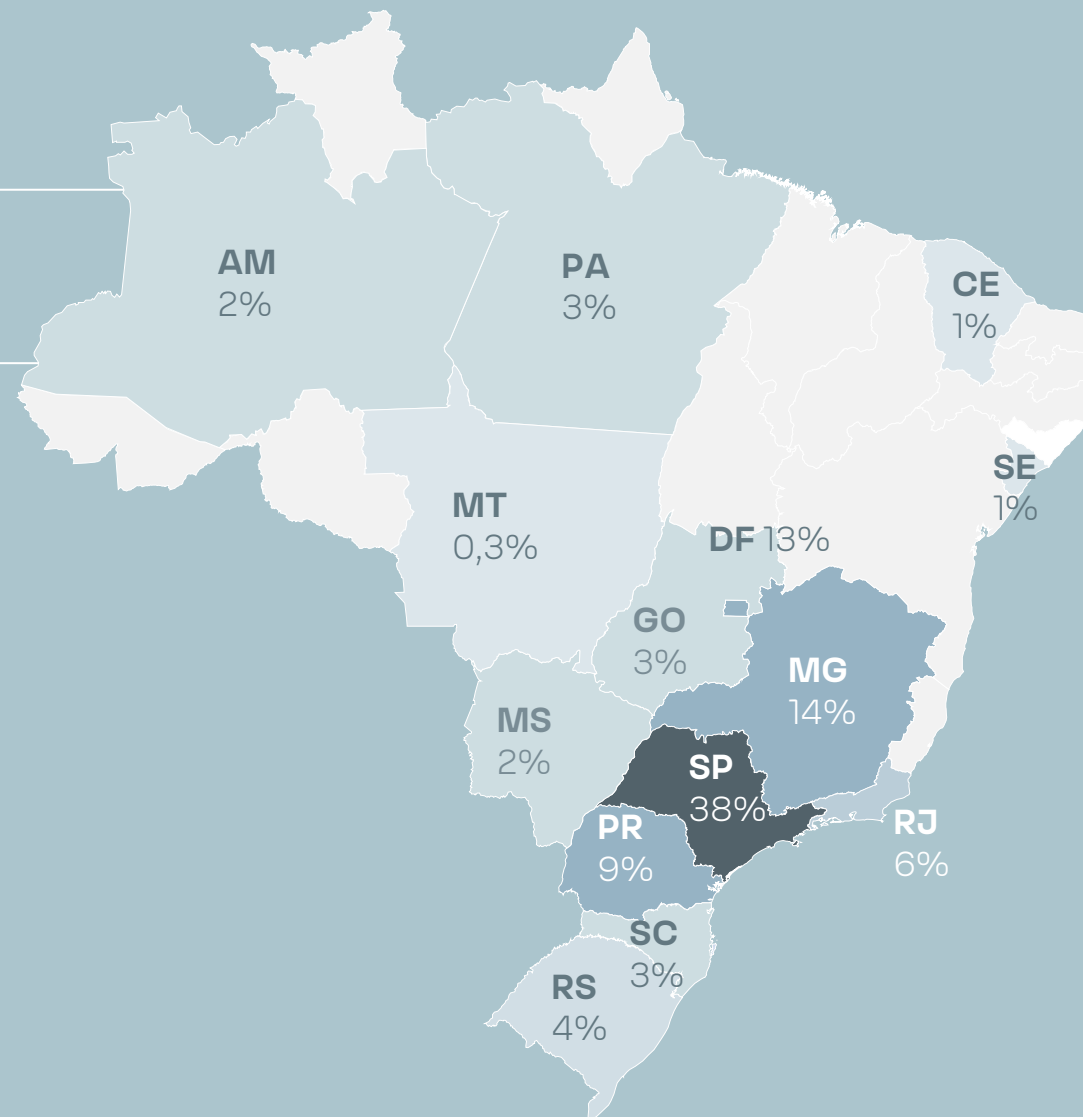 AM
2%
PA
3%
CE
1%
SE
1%
MT
0,3%
DF 13%
GO
3%
MG
14%
MS
2%
SP
38%
PR
9%
RJ
6%
SC
3%
RS
4%